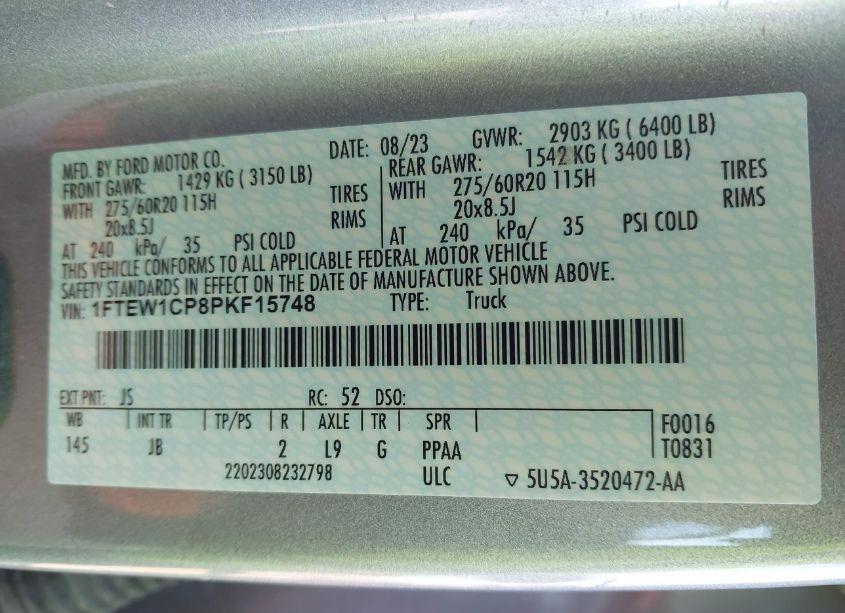 MFD. BY FORD MOTOR CO. DATE: 08/23 GVWR: 2903 KG ( 6400 LB)
FRONT GAWR: 1429 KG ( 3150 LB) REAR GAWR: 1542 KG ( 3400 LB)
WITH 275/60R20 115H TIRES WITH 275/60R20 115H TIRES
20x8.5J RIMS 20x8.5J RIMS
AT 240 kPa/ 35 PSI COLD AT 240 kPa/ 35 PSI COLD
THIS VEHICLE CONFORMS TO ALL APPLICABLE FEDERAL MOTOR VEHICLE
SAFETY STANDARDS IN EFFECT ON THE DATE OF MANUFACTURE SHOWN ABOVE.
VIN: 1FTEW1CP8PKF15748 TYPE: Truck
EXT PNT: JS RC: 52 DSO:
WB INT TR TP/PS R AXLE TR SPR F0016
145 JB 2 L9 G PPAA T0831
2202308232798 ULC ▽ 5U5A-3520472-AA